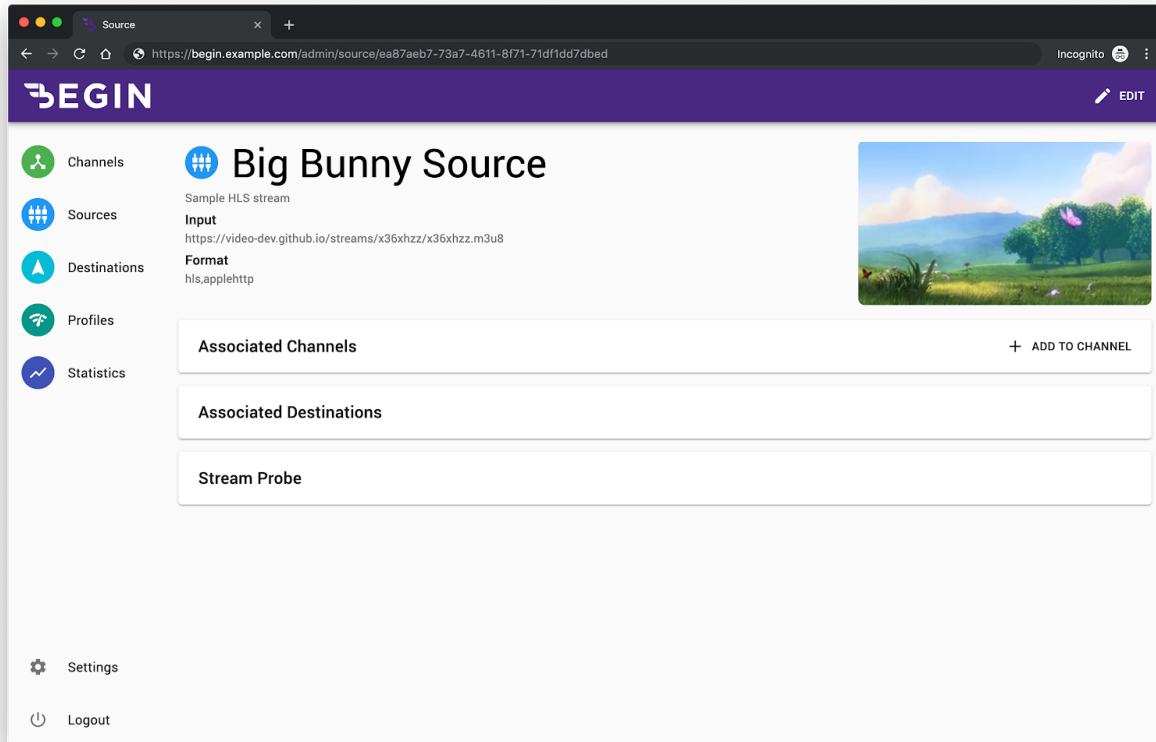 Source
https://begin.example.com/admin/source/ea87aeb7-73a7-4611-8f71-71df1dd7dbed
Incognito
BEGIN
EDIT
Channels
Sources
Destinations
Profiles
Statistics
Settings
Logout
Big Bunny Source
Sample HLS stream
Input
https://video-dev.github.io/streams/x36xhzz/x36xhzz.m3u8
Format
hls,applehttp
Associated Channels
ADD TO CHANNEL
Associated Destinations
Stream Probe